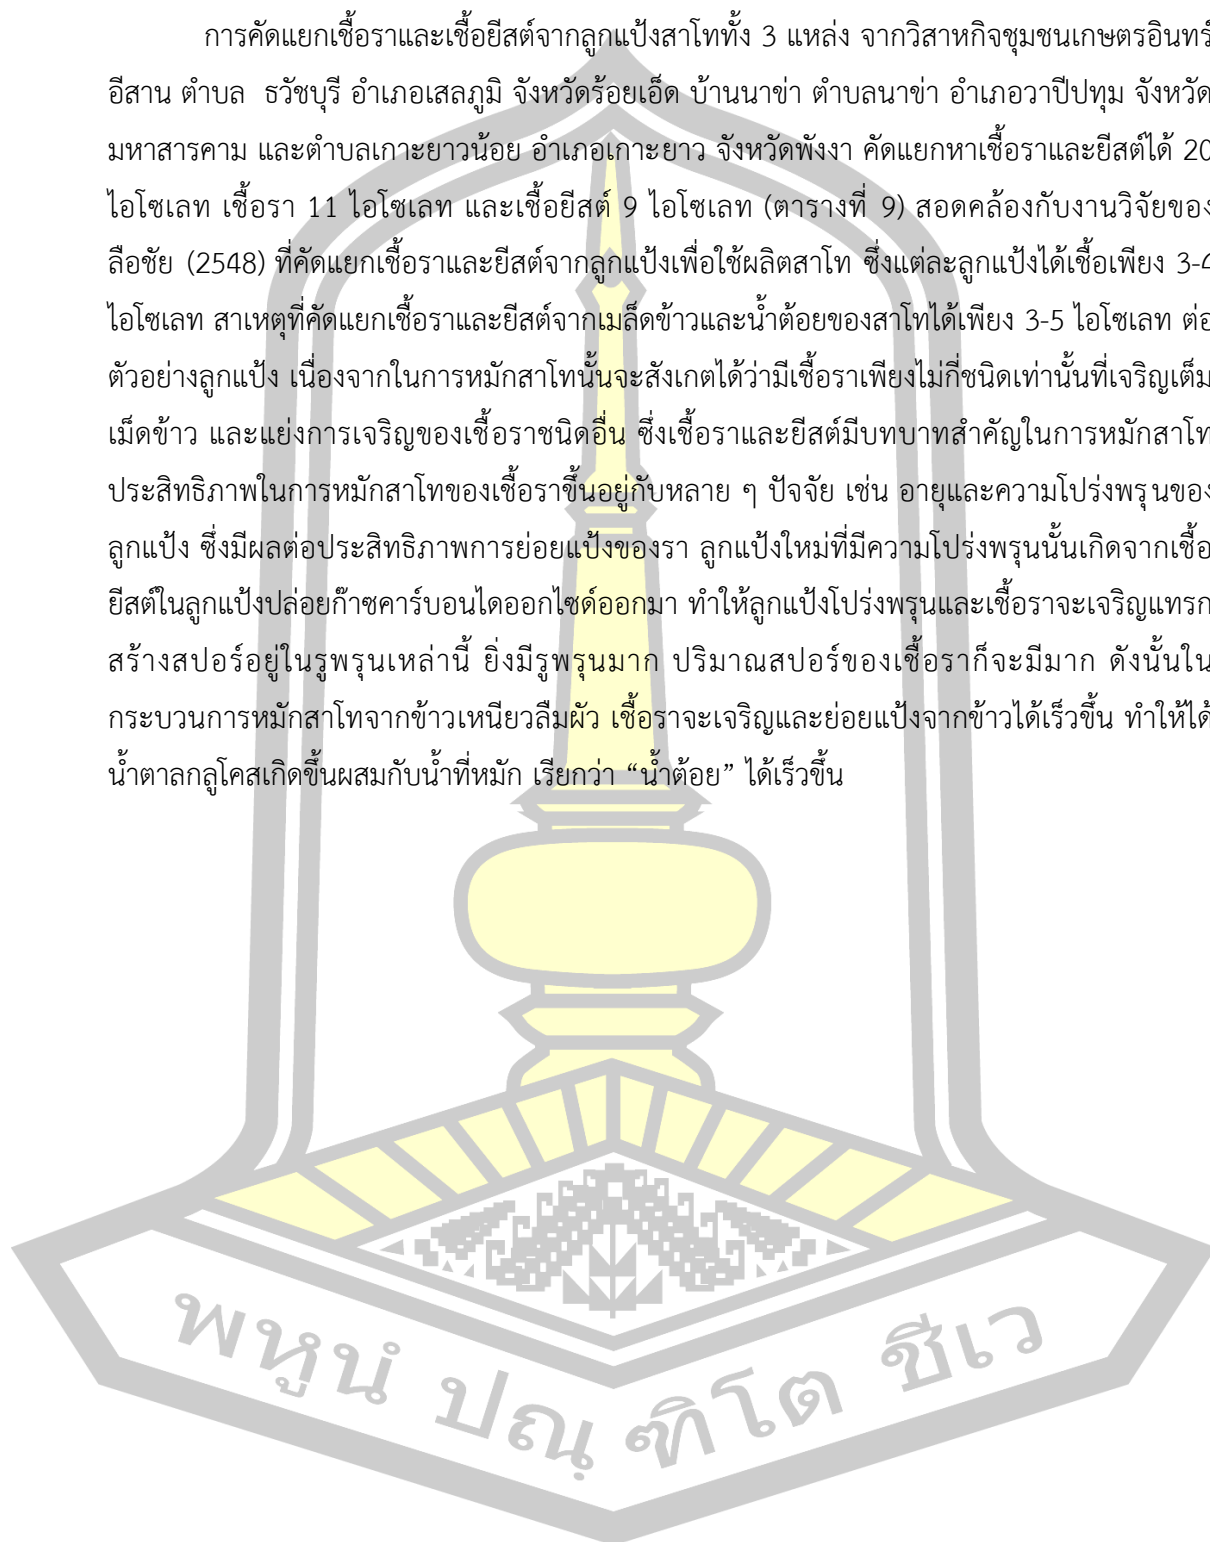 การคัดแยกเชื้อราและเชื้อยีสต์จากลูกแป้งสาโททั้ง 3 แหล่ง จากวิสาหกิจชุมชนเกษตรอินทรี
อีสาน ตำบล ธวัชบุรี อำเภอเสลภูมิ จังหวัดร้อยเอ็ด บ้านนาข่า ตำบลนาข่า อำเภอวาปีปทุม จังหวัด
มหาสารคาม และตำบลเกาะยาวน้อย อำเภอเกาะยาว จังหวัดพังงา คัดแยกหาเชื้อราและยีสต์ได้ 20
ไอโซเลท เชื้อรา 11 ไอโซเลท และเชื้อยีสต์ 9 ไอโซเลท (ตารางที่ 9) สอดคล้องกับงานวิจัยของ
ลือชัย (2548) ที่คัดแยกเชื้อราและยีสต์จากลูกแป้งเพื่อใช้ผลิตสาโท ซึ่งแต่ละลูกแป้งได้เชื้อเพียง 3-4
ไอโซเลท สาเหตุที่คัดแยกเชื้อราและยีสต์จากเมล็ดข้าวและน้ำต้อยของสาโทได้เพียง 3-5 ไอโซเลท ต่อ
ตัวอย่างลูกแป้ง เนื่องจากในการหมักสาโทนั้นจะสังเกตได้ว่ามีเชื้อราเพียงไม่กี่ชนิดเท่านั้นที่เจริญเต็ม
เม็ดข้าว และแย่งการเจริญของเชื้อราชนิดอื่น ซึ่งเชื้อราและยีสต์มีบทบาทสำคัญในการหมักสาโท
ประสิทธิภาพในการหมักสาโทของเชื้อราขึ้นอยู่กับหลาย ๆ ปัจจัย เช่น อายุและความโปร่งพรุนของ
ลูกแป้ง ซึ่งมีผลต่อประสิทธิภาพการย่อยแป้งของรา ลูกแป้งใหม่ที่มีความโปร่งพรุนนั้นเกิดจากเชื้อ
ยีสต์ในลูกแป้งปล่อยก๊าซคาร์บอนไดออกไซด์ออกมา ทำให้ลูกแป้งโปร่งพรุนและเชื้อราจะเจริญแทรก
สร้างสปอร์อยู่ในรูพรุนเหล่านี้ ยิ่งมีรูพรุนมาก ปริมาณสปอร์ของเชื้อราก็จะมีมาก ดังนั้นใน
กระบวนการหมักสาโทจากข้าวเหนียวลืมผัว เชื้อราจะเจริญและย่อยแป้งจากข้าวได้เร็วขึ้น ทำให้ได้
น้ำตาลกลูโคสเกิดขึ้นผสมกับน้ำที่หมัก เรียกว่า “น้ำต้อย” ได้เร็วขึ้น
พหูนํ ปณฺฑิโต ชีเว